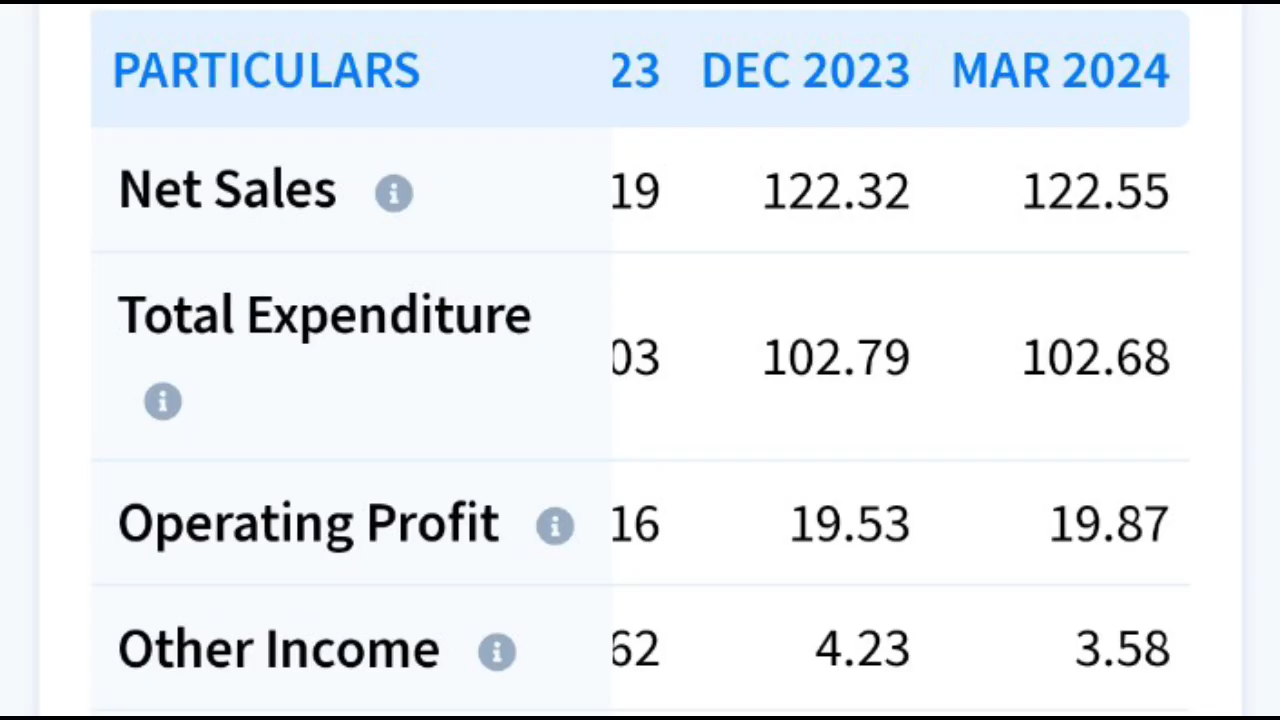 PARTICULARS 23 DEC 2023 MAR 2024
Net Sales 19 122.32 122.55
Total Expenditure 03 102.79 102.68
Operating Profit 16 19.53 19.87
Other Income 62 4.23 3.58